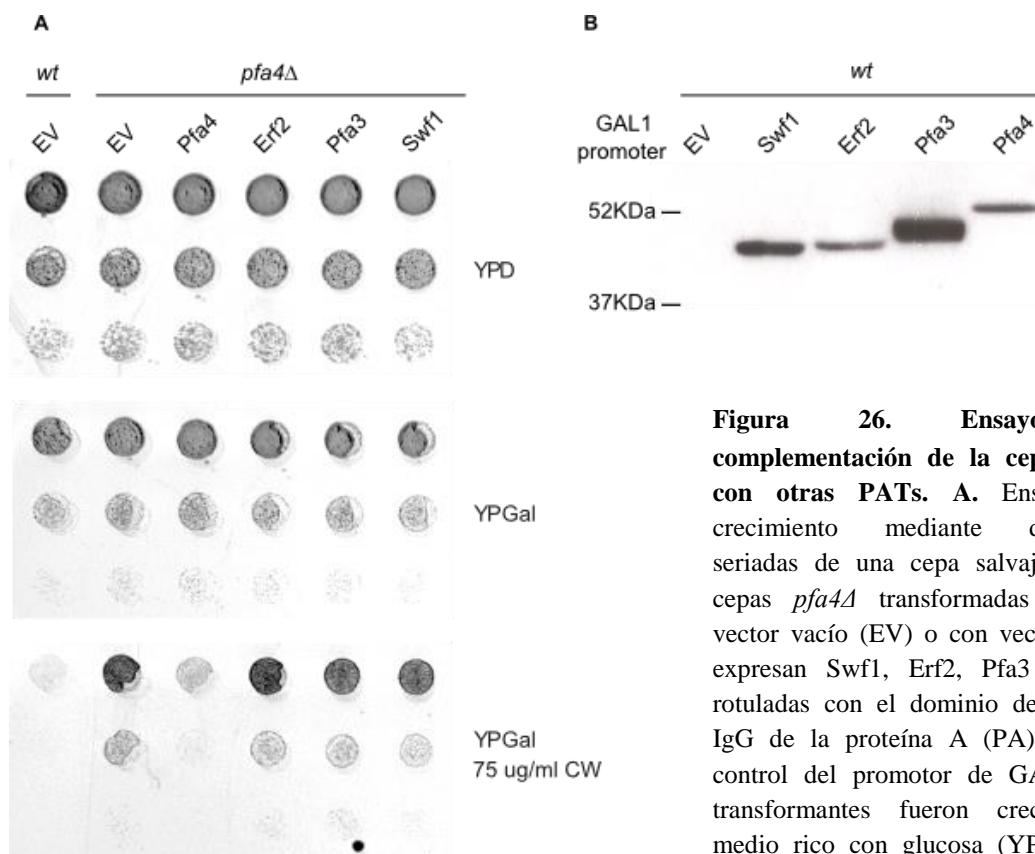 A
wt
pfa4Δ
EV
EV
Pfa4
Erf2
Pfa3
Swf1
YPD
YPGal
YPGal
75 ug/ml CW
B
wt
GAL1
promoter
EV
Swf1
Erf2
Pfa3
Pfa4
52KDa
37KDa
Figura 26. Ensayo
complementación de la cep
con otras PATs. A. Ens
crecimiento mediante d
seriadas de una cepa salvaj
cepas pfa4Δ transformadas
vector vacío (EV) o con vec
expresan Swf1, Erf2, Pfa3
rotuladas con el dominio de
IgG de la proteína A (PA)
control del promotor de GA
transformantes fueron crec
medio rico con glucosa (YP